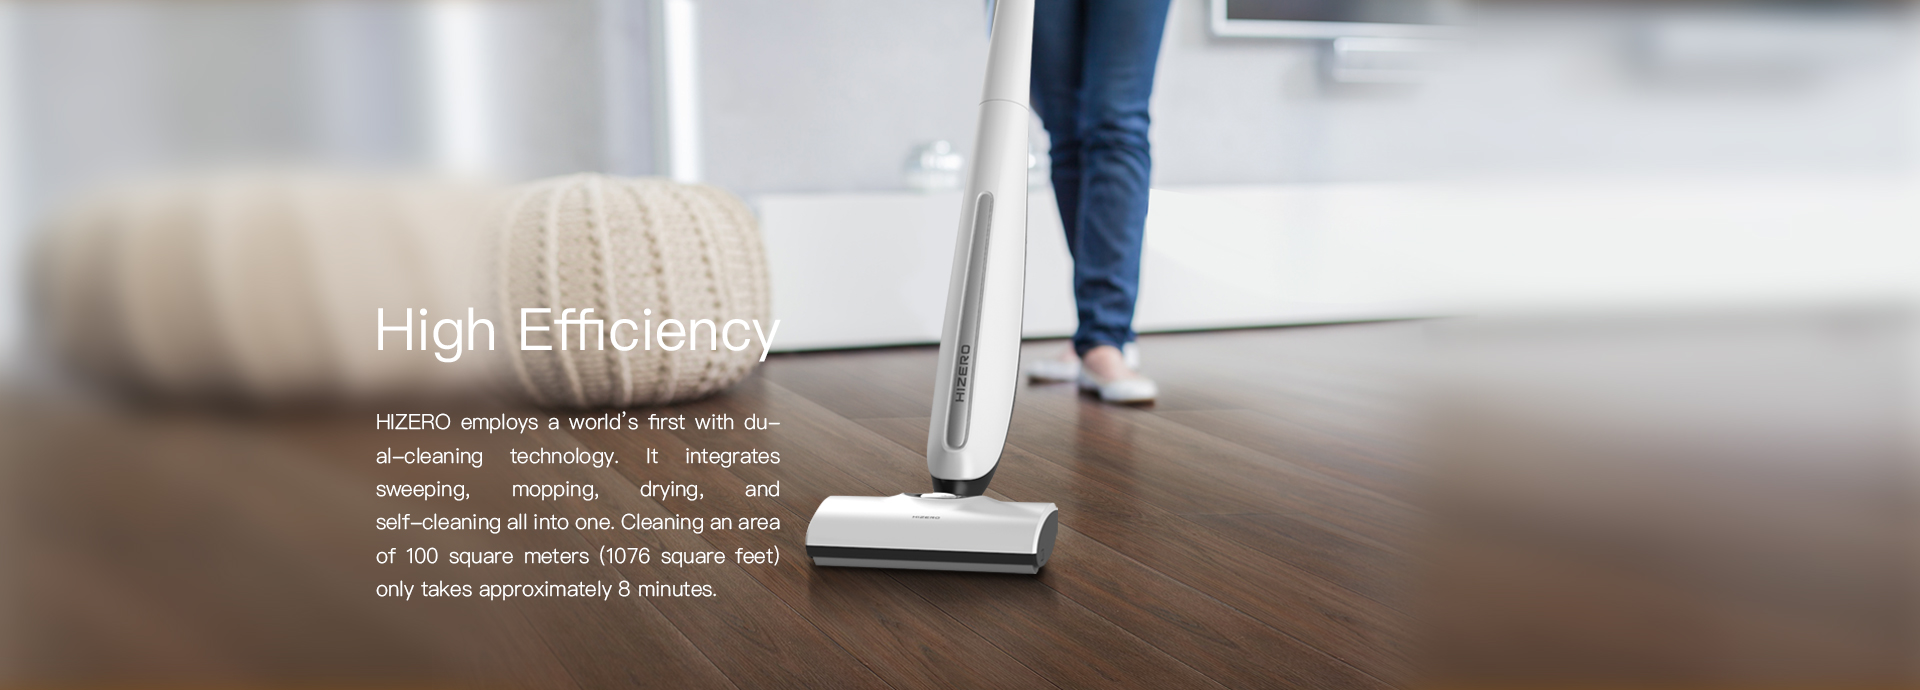 High Efficiency
HIZERO employs a world's first with du-
al-cleaning technology. It integrates
sweeping, mopping, drying, and
self-cleaning all into one. Cleaning an area
of 100 square meters (1076 square feet)
only takes approximately 8 minutes.
HIZERO
HIZERO